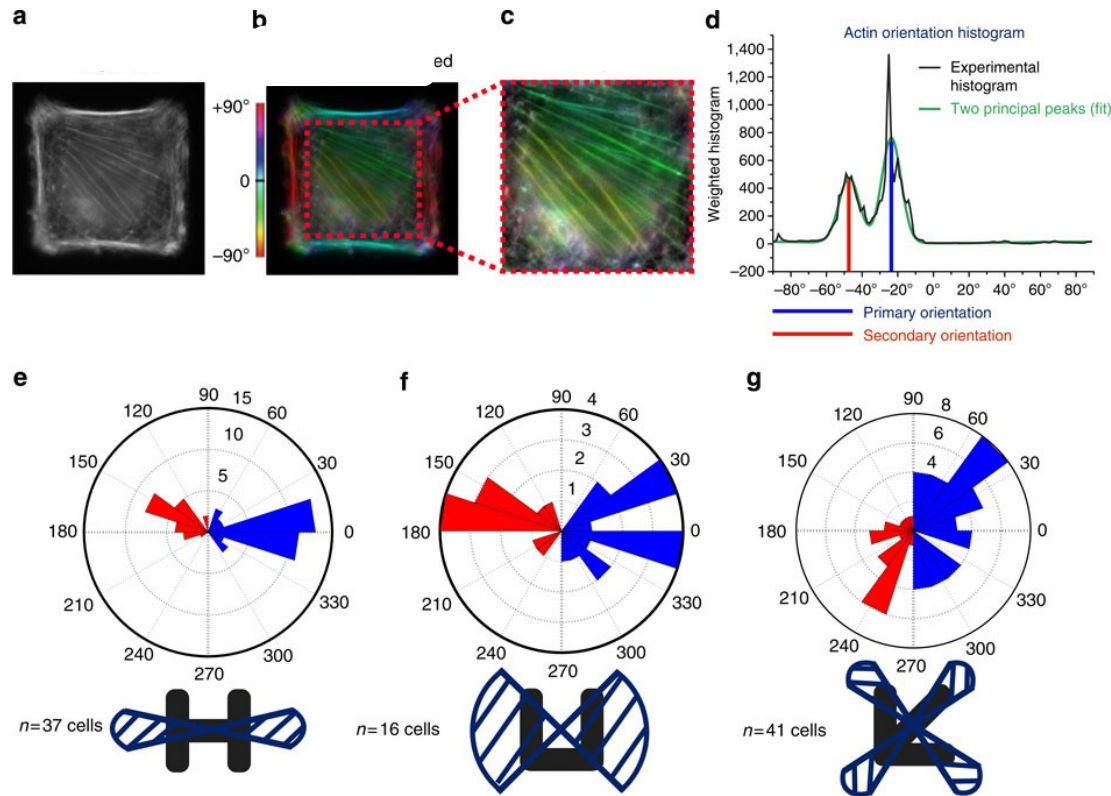 a
b
c
d
ed
+90°
0
−90°
Actin orientation histogram
Experimental
histogram
Two principal peaks (fit)
Weighted histogram
1,400
1,200
1,000
800
600
400
200
0
−200
−80° −60° −40° −20° 0° 20° 40° 60° 80°
Primary orientation
Secondary orientation
e
90 15
120 60
10
150 5 30
180 0
210 330
240 300
270
n=37 cells
f
90 4
120 60
3
2
150 1 30
180 0
210 330
240 300
270
n=16 cells
g
90 8
120 60
6
150 4 30
180 0
210 330
240 300
270
n=41 cells